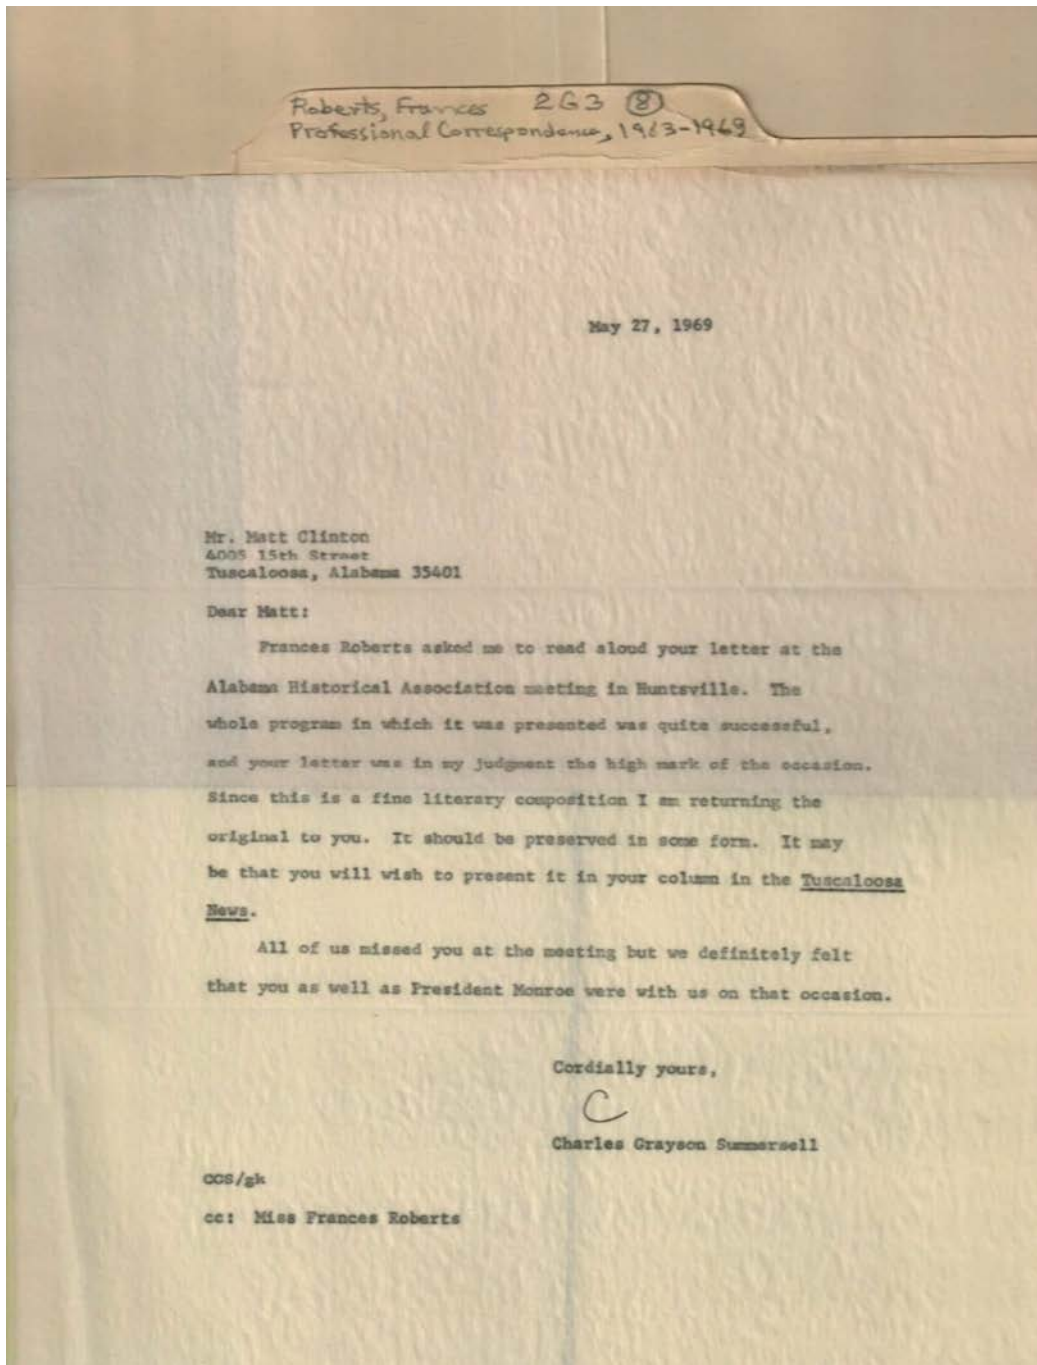 Roberts, Frances 2G3 8
Professional Correspondence, 1963-1969
May 27, 1969
Mr. Matt Clinton
4005 15th Street
Tuscaloosa, Alabama 35401
Dear Matt:
Frances Roberts asked me to read aloud your letter at the
Alabama Historical Association meeting in Huntsville. The
whole program in which it was presented was quite successful,
and your letter was in my judgment the high mark of the occasion.
Since this is a fine literary composition I am returning the
original to you. It should be preserved in some form. It may
be that you will wish to present it in your column in the Tuscaloosa
News.
All of us missed you at the meeting but we definitely felt
that you as well as President Monroe were with us on that occasion.
Cordially yours,
C
Charles Grayson Summersell
CGS/gk
cc: Miss Frances Roberts